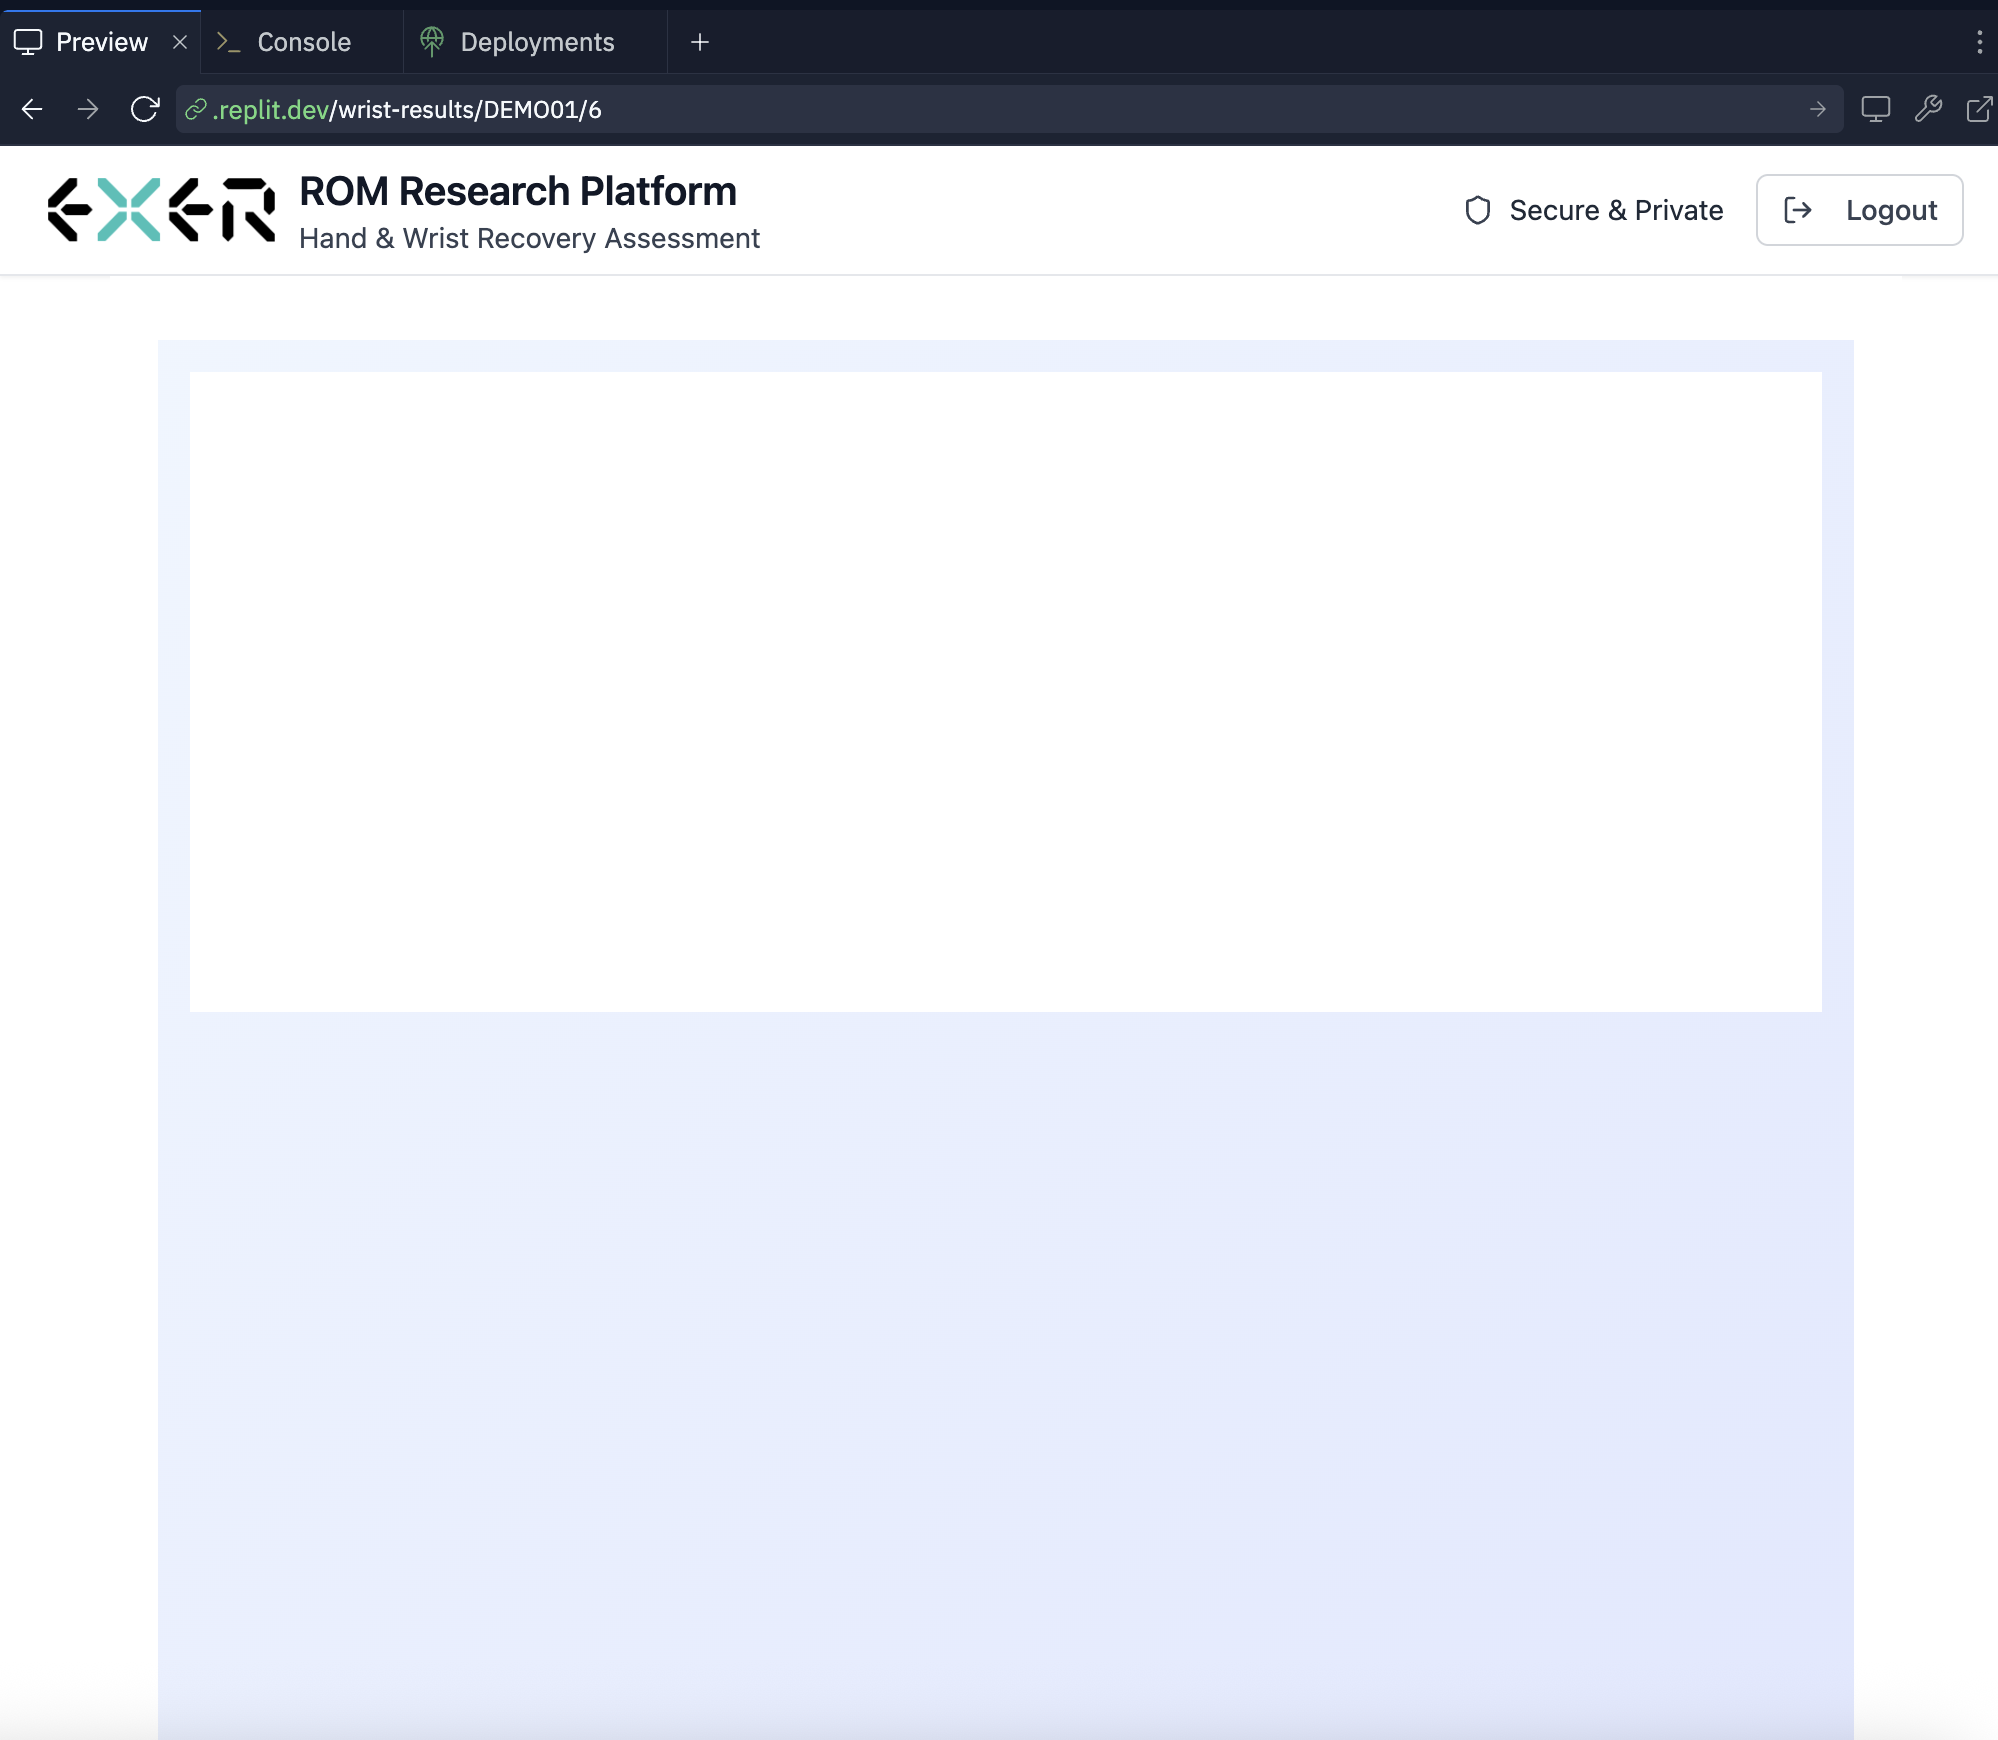 Preview
Console
Deployments
.replit.dev/wrist-results/DEMO01/6
EXER
ROM Research Platform
Hand & Wrist Recovery Assessment
Secure & Private
Logout